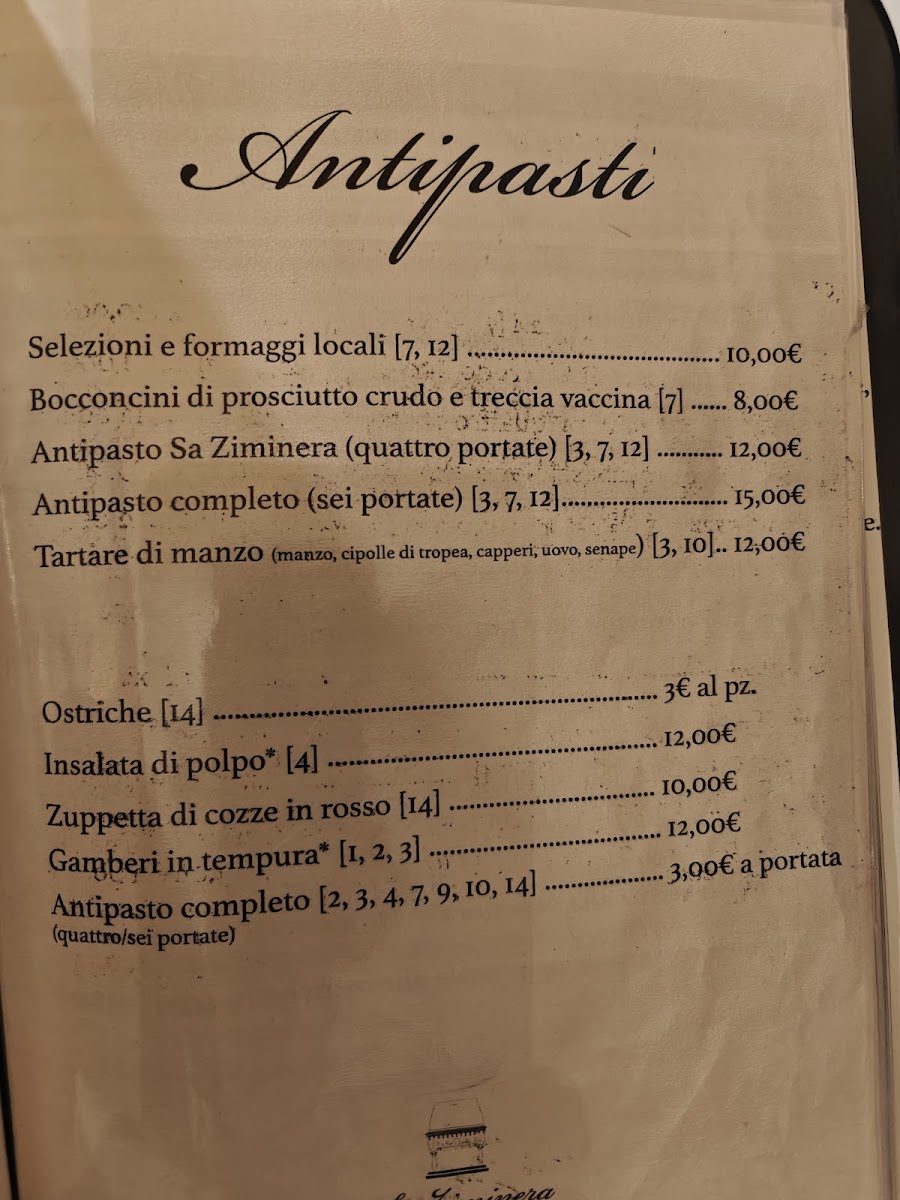 Antipasti
Selezioni e formaggi locali [7, 12] ........................................ 10,00€
Bocconcini di prosciutto crudo e treccia vaccina [7] ...... 8,00€
Antipasto Sa Ziminera (quattro portate) [3, 7, 12] ........... 12,00€
Antipasto completo (sei portate) [3, 7, 12]........................... 15,00€
Tartare di manzo (manzo, cipolle di tropea, capperi, uovo, senape) [3, 10].. 12,00€
Ostriche [14] .................................................................. 3€ al pz.
Insalata di polpo* [4] ................................................. 12,00€
Zuppetta di cozze in rosso [14] .............................. 10,00€
Gamberi in tempura* [1, 2, 3] .................................. 12,00€
Antipasto completo [2, 3, 4, 7, 9, 10, 14] ................. 3,00€ a portata
(quattro/sei portate)
Ziminera